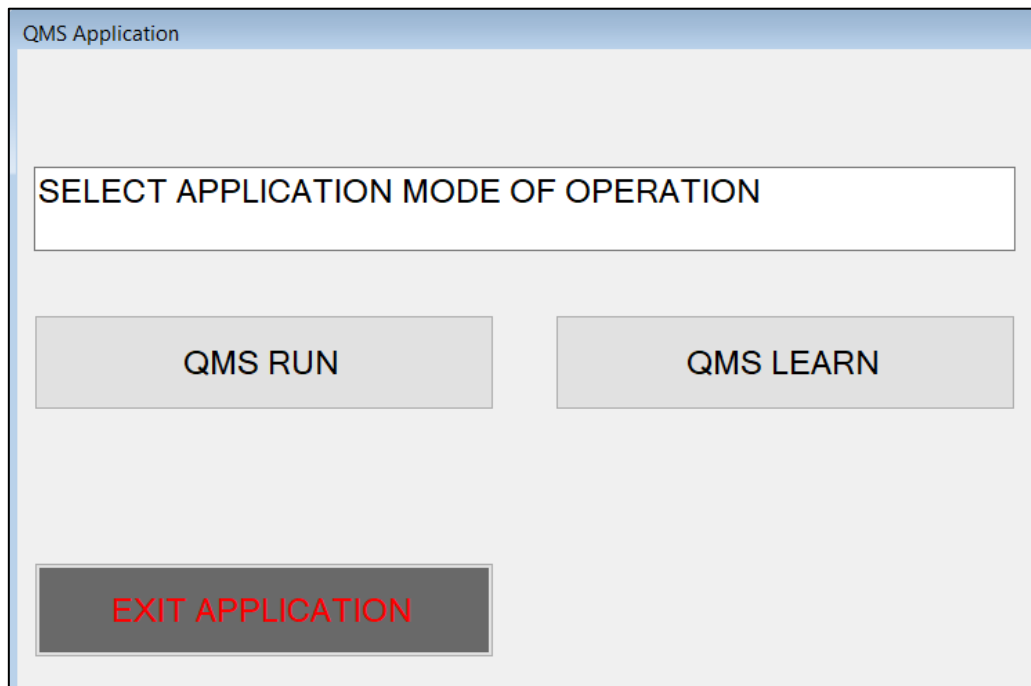 QMS Application
SELECT APPLICATION MODE OF OPERATION
QMS RUN
QMS LEARN
EXIT APPLICATION